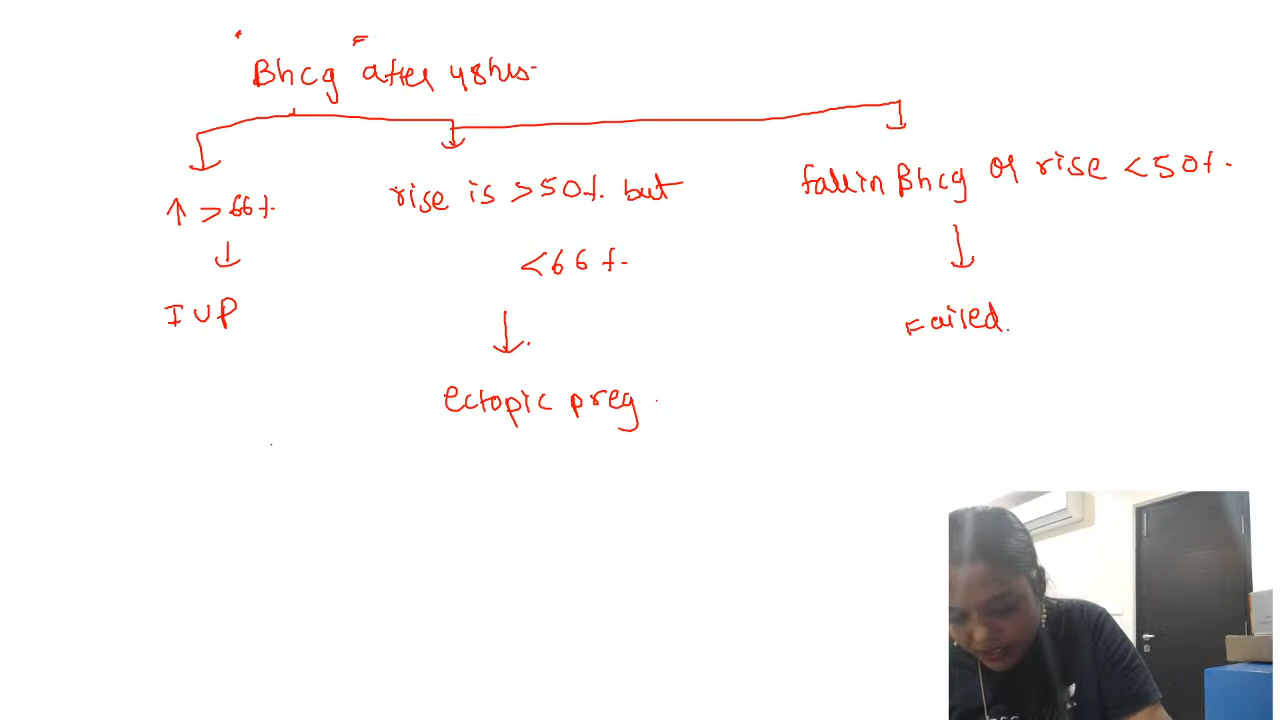 Bhcg after 48hrs
↑ > 66%
IUP
rise is >50%. but
<66%
ectopic preg.
fall in Bhcg or rise <50%.
Failed.